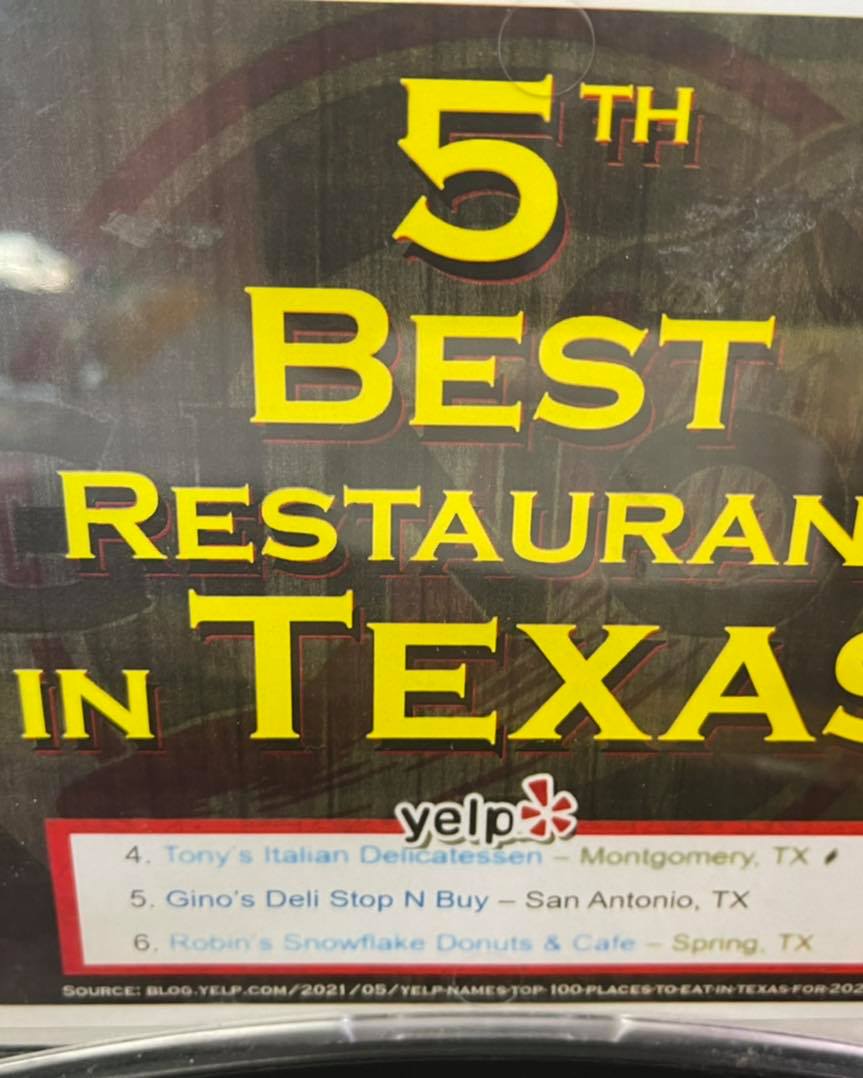 5TH
BEST
RESTAURAN
IN TEXAS
yelp
4. Tony's Italian Delicatessen – Montgomery, TX
5. Gino's Deli Stop N Buy – San Antonio, TX
6. Robin's Snowflake Donuts & Cafe – Spring, TX
SOURCE: BLOG.YELP.COM/2021/05/YELP-NAMES-TOP-100-PLACES-TO-EAT-IN-TEXAS-FOR-202